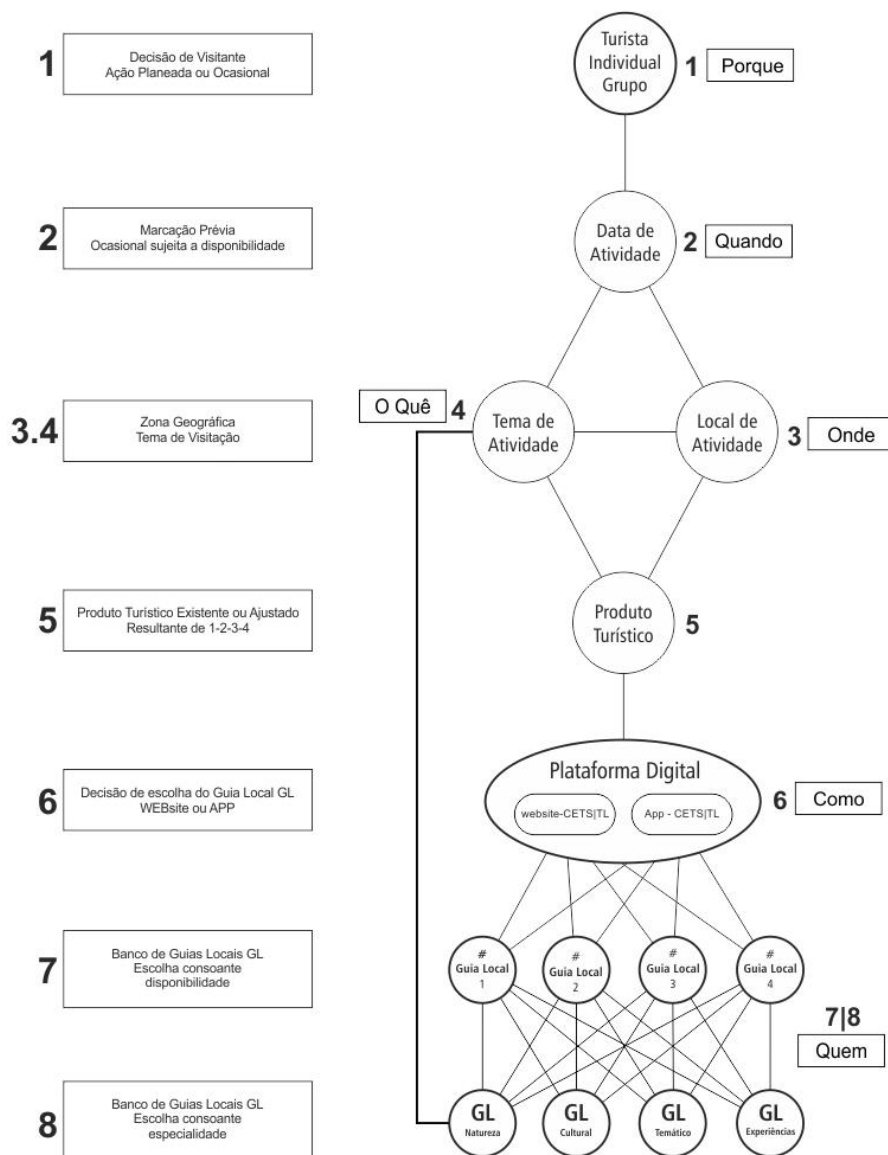 1
Decisão de Visitante
Ação Planeada ou Ocasional
Turista
Individual
Grupo
1
Porque
2
Marcação Prévia
Ocasional sujeita a disponibilidade
Data de
Atividade
2
Quando
3.4
Zona Geográfica
Tema de Visitação
O Quê
4
Tema de
Atividade
Local de
Atividade
3
Onde
5
Produto Turístico Existente ou Ajustado
Resultante de 1-2-3-4
Produto
Turístico
5
6
Decisão de escolha do Guia Local GL
WEBsite ou APP
Plataforma Digital
website-CETS|TL
App - CETS|TL
6
Como
7
Banco de Guias Locais GL
Escolha consoante
disponibilidade
#
Guia Local
1
#
Guia Local
2
#
Guia Local
3
#
Guia Local
4
7|8
Quem
8
Banco de Guias Locais GL
Escolha consoante
especialidade
GL
Natureza
GL
Cultural
GL
Temático
GL
Experiências